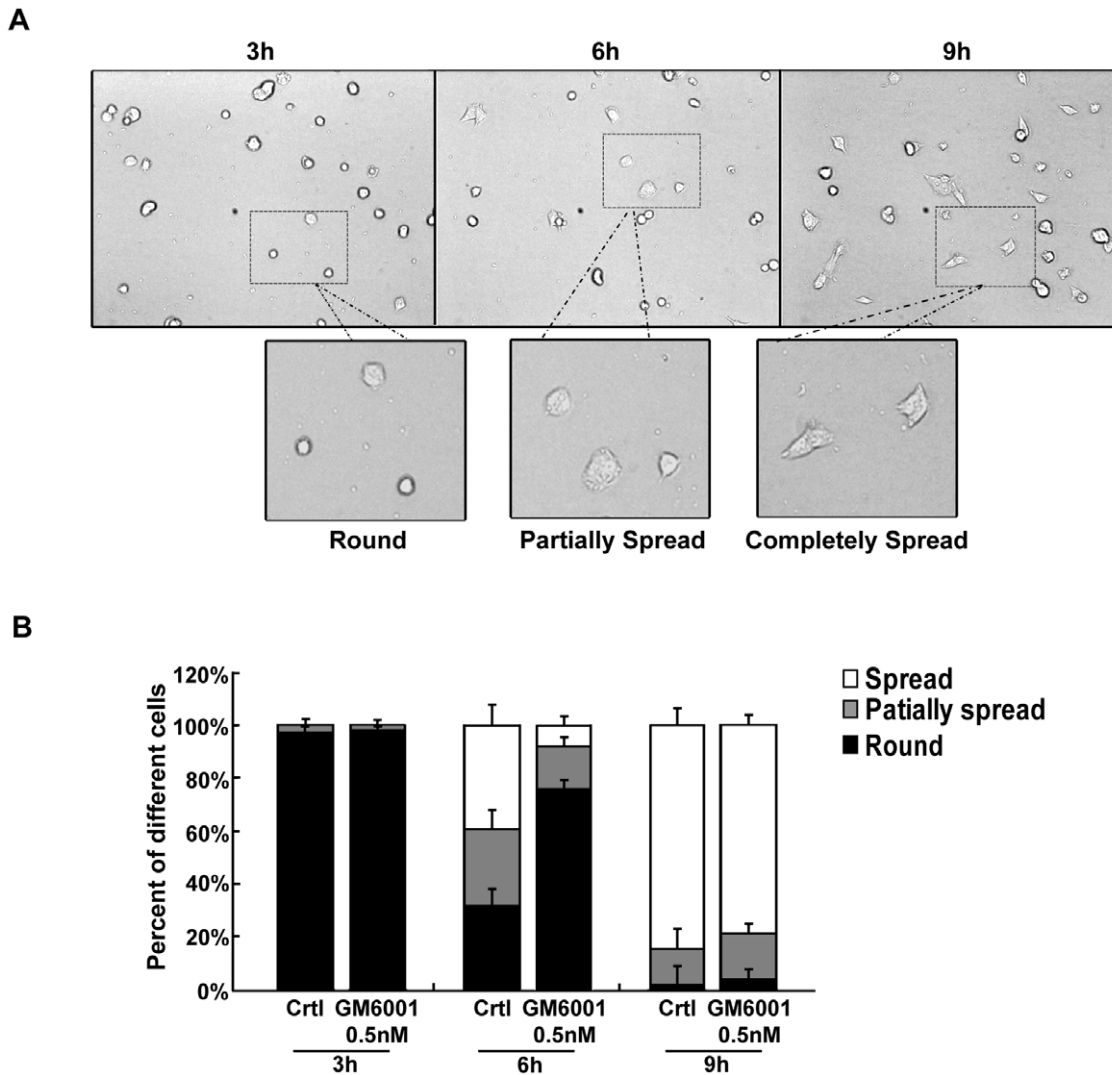 A
3h 6h 9h
Round Partially Spread Completely Spread
B
120%
100%
80%
60%
40%
20%
0%
Percent of different cells
Spread
Patially spread
Round
Crtl GM6001 Crtl GM6001 Crtl GM6001
0.5nM 0.5nM 0.5nM
3h 6h 9h